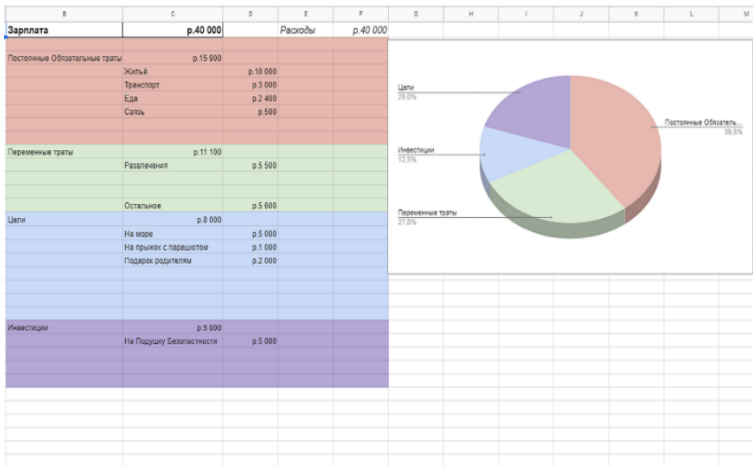 B C D E F G H I J K L M
Зарплата р.40 000 Расходы р.40 000
Постоянные Обязательные траты р.15 900
Жильё р.10 000
Транспорт р.3 000
Еда р.2 400
Связь р.500
Переменные траты р.11 100
Развлечения р.5 500
Остальное р.5 600
Цели р.8 000
На море р.5 000
На прыжок с парашютом р.1 000
Подарок родителям р.2 000
Инвестиции р.5 000
На Подушку Безопастности р.5 000
Цели
20,0%
Инвестиции
12,5%
Переменные траты
27,8%
Постоянные Обязатель...
39,8%